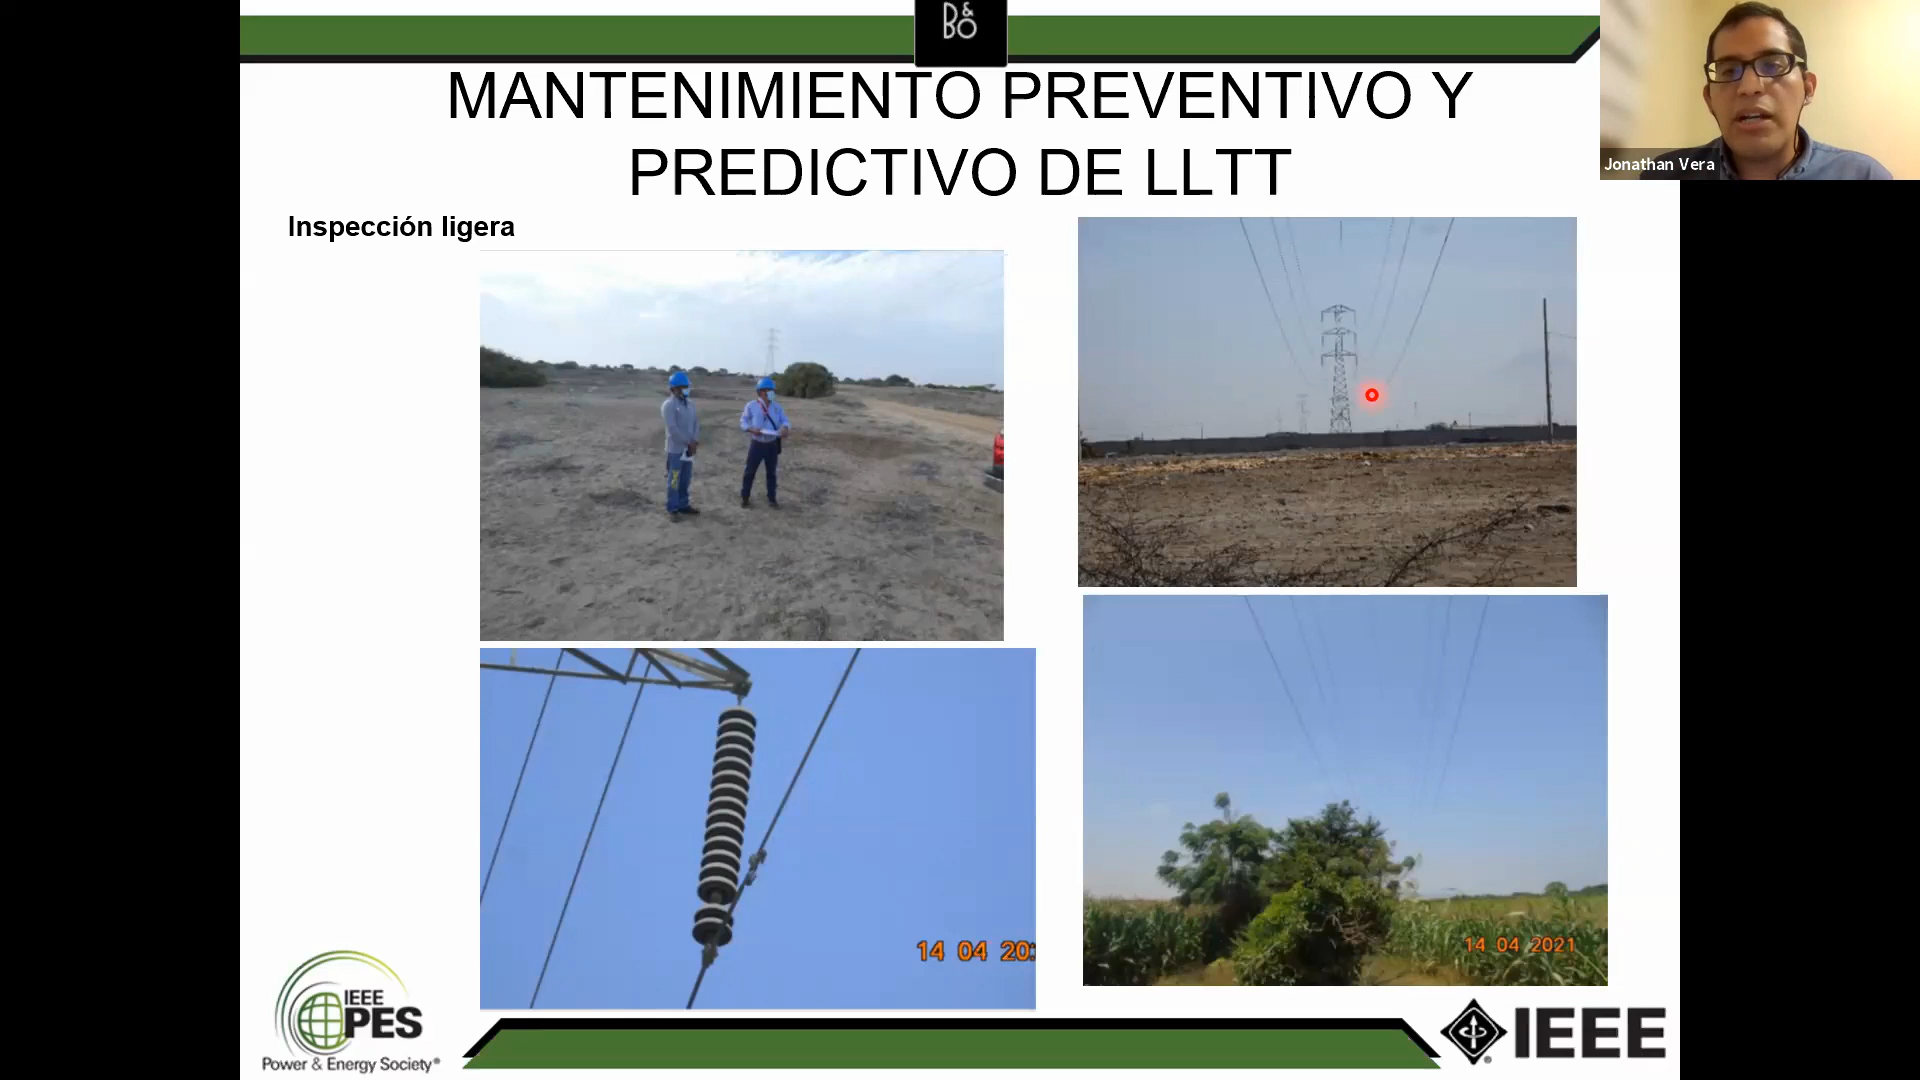 B&O
MANTENIMIENTO PREVENTIVO Y
PREDICTIVO DE LLTT
Jonathan Vera
Inspección ligera
14 04 20
14 04 2021
IEEE
PES
Power & Energy Society®
IEEE